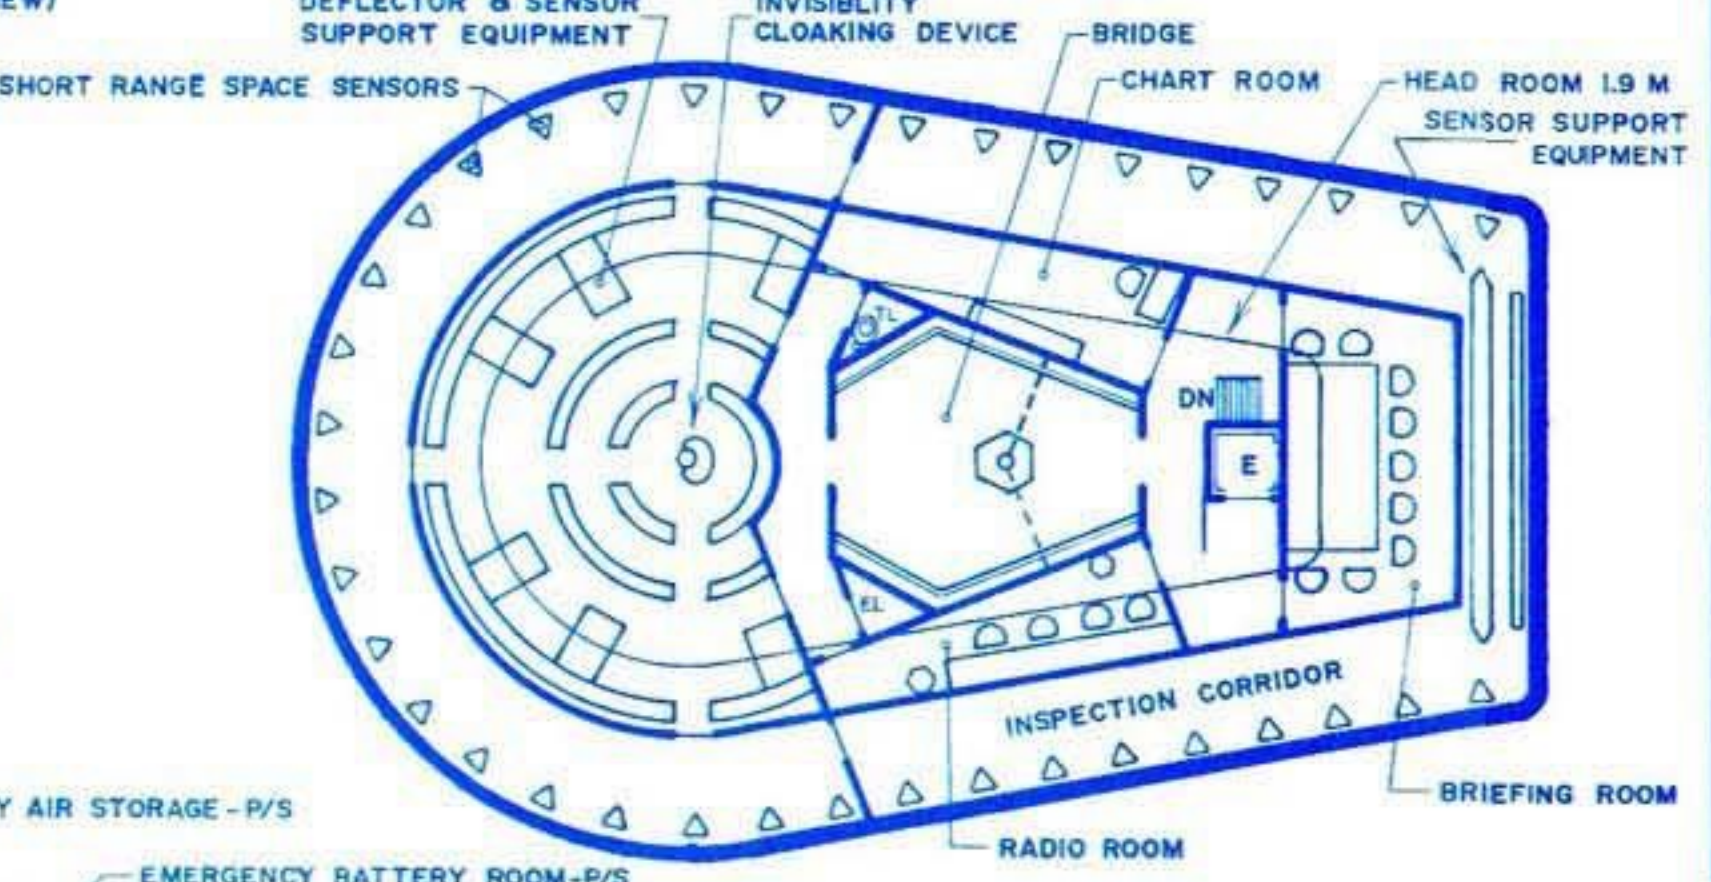 EW)
DEFLECTOR & SENSOR
SUPPORT EQUIPMENT
INVISIBLITY
CLOAKING DEVICE
BRIDGE
CHART ROOM
HEAD ROOM 1.9 M
SENSOR SUPPORT
EQUIPMENT
SHORT RANGE SPACE SENSORS
TL
DN
E
EL
INSPECTION CORRIDOR
BRIEFING ROOM
RADIO ROOM
Y AIR STORAGE - P/S
EMERGENCY BATTERY ROOM-P/S